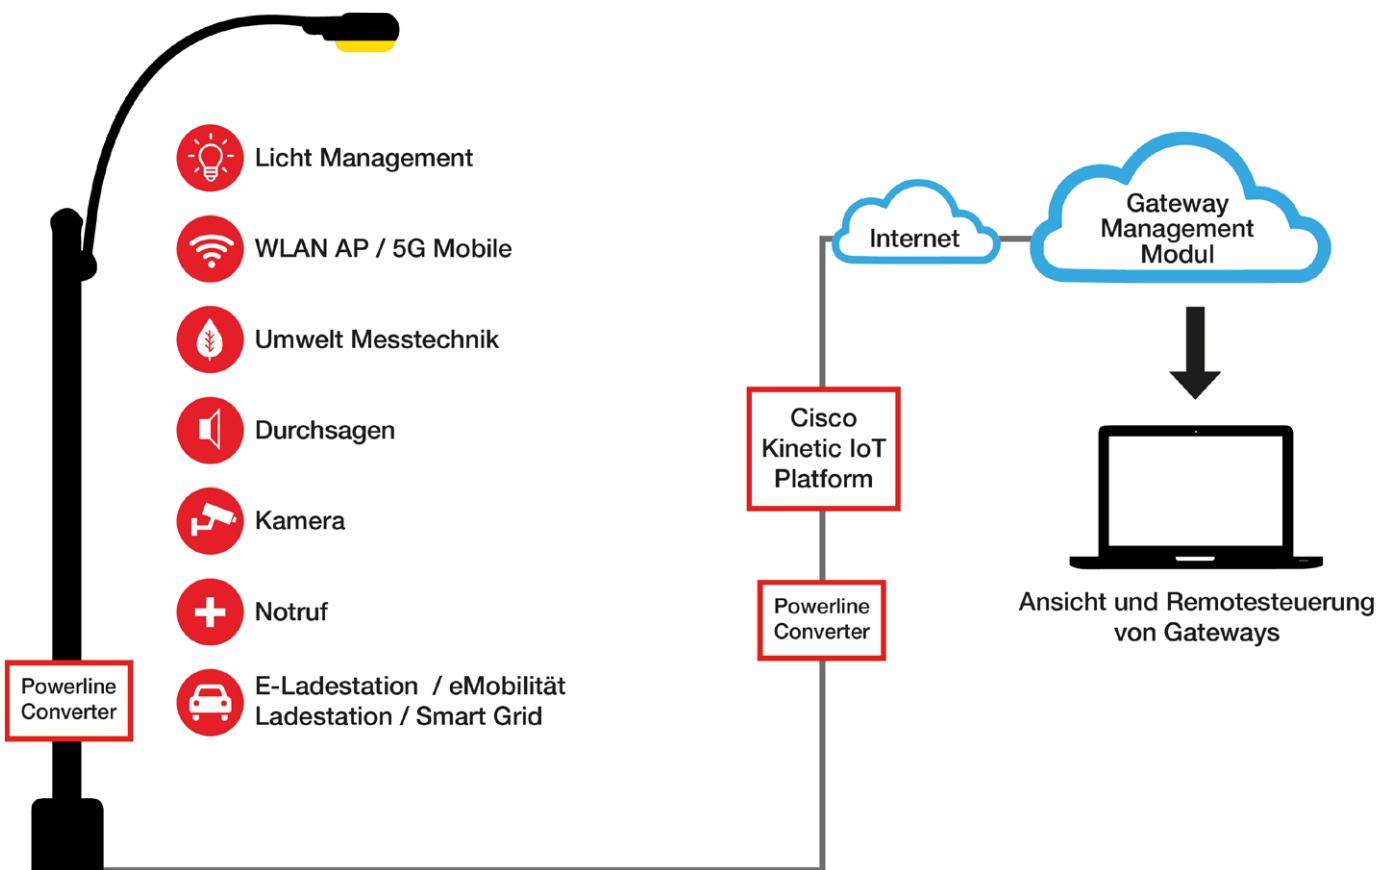 Licht Management
WLAN AP / 5G Mobile
Umwelt Messtechnik
Durchsagen
Kamera
Notruf
E-Ladestation / eMobilität
Ladestation / Smart Grid
Powerline
Converter
Internet
Gateway
Management
Modul
Cisco
Kinetic IoT
Platform
Powerline
Converter
Ansicht und Remotesteuerung
von Gateways